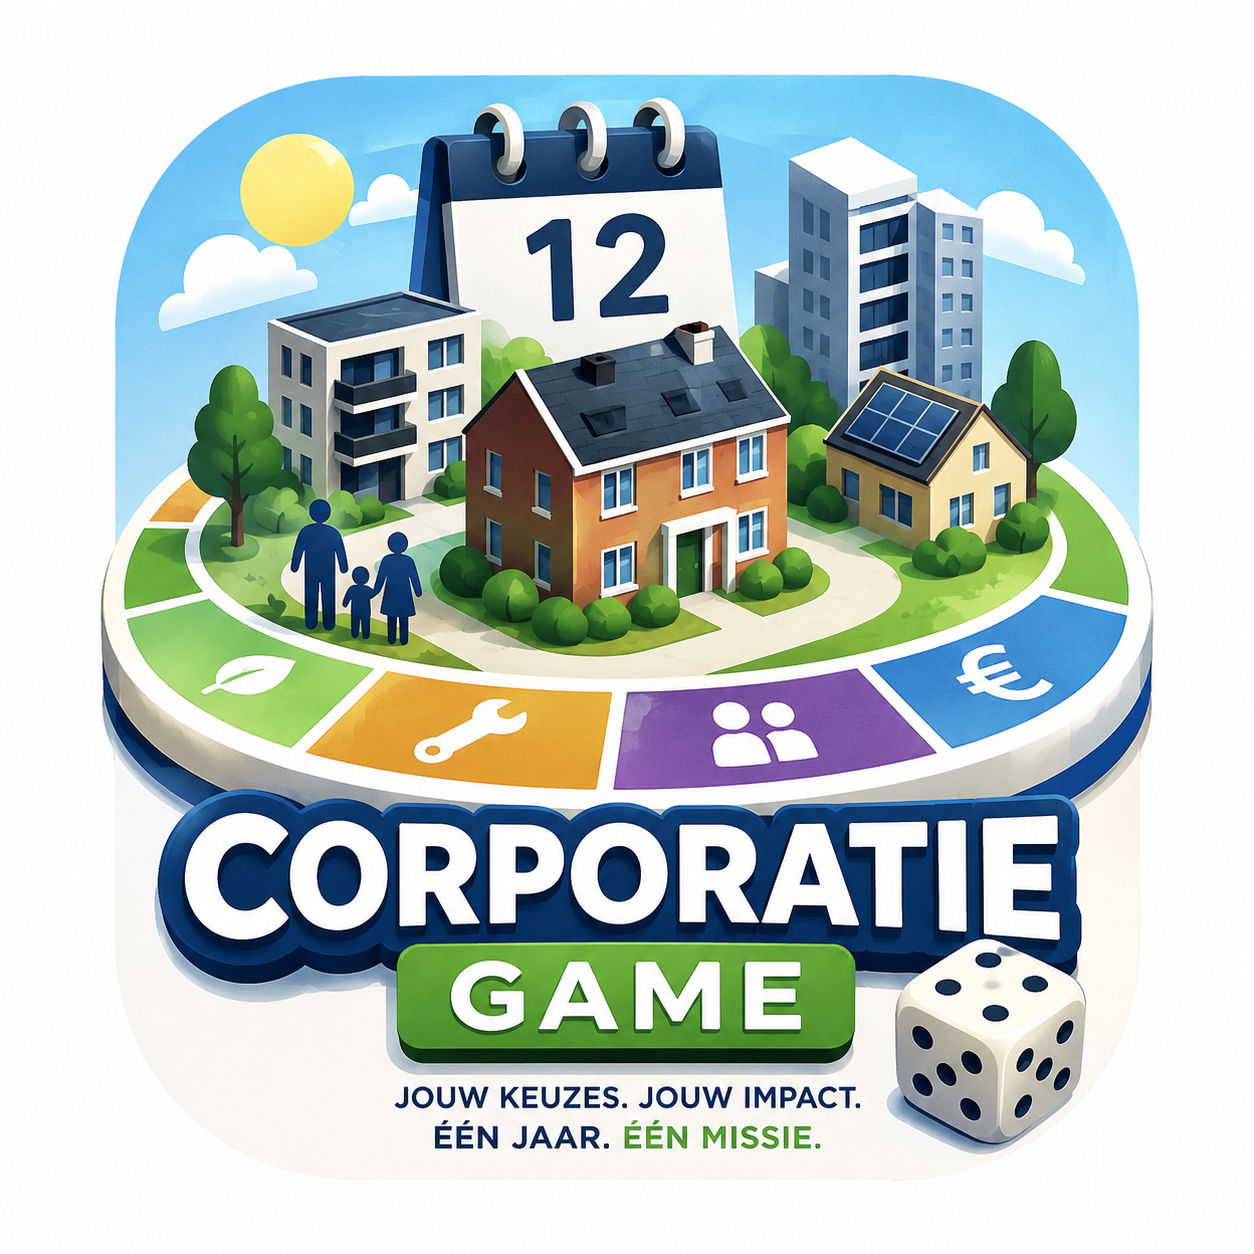 12
€
CORPORATIE
GAME
JOUW KEUZES. JOUW IMPACT.
ÉÉN JAAR. ÉÉN MISSIE.